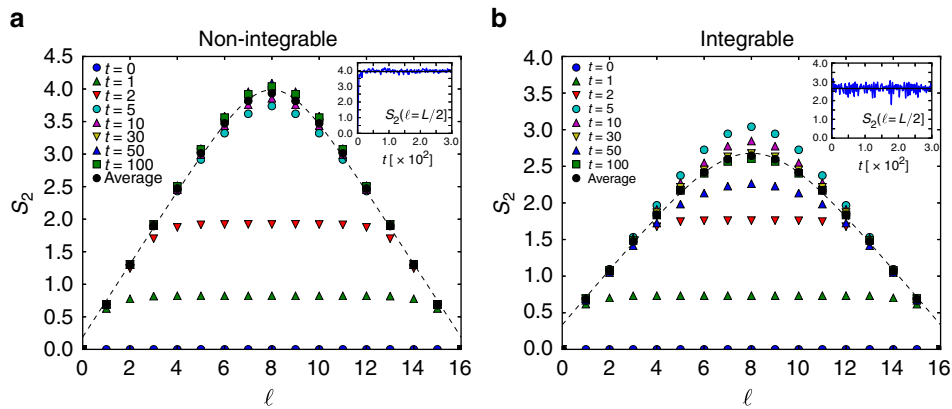 a
Non-integrable
S₂
4.5
4.0
3.5
3.0
2.5
2.0
1.5
1.0
0.5
0.0
t = 0
t = 1
t = 2
t = 5
t = 10
t = 30
t = 50
t = 100
Average
4.0
3.0
2.0
1.0
0.0
S₂(ℓ=L/2]
0.0 1.0 2.0 3.0
t [ × 10²]
0 2 4 6 8 10 12 14 16
ℓ
b
Integrable
S₂
4.0
3.5
3.0
2.5
2.0
1.5
1.0
0.5
0.0
t = 0
t = 1
t = 2
t = 5
t = 10
t = 30
t = 50
t = 100
Average
4.0
3.0
2.0
1.0
0.0
S₂(ℓ=L/2]
0.0 1.0 2.0 3.0
t [ × 10²]
0 2 4 6 8 10 12 14 16
ℓ